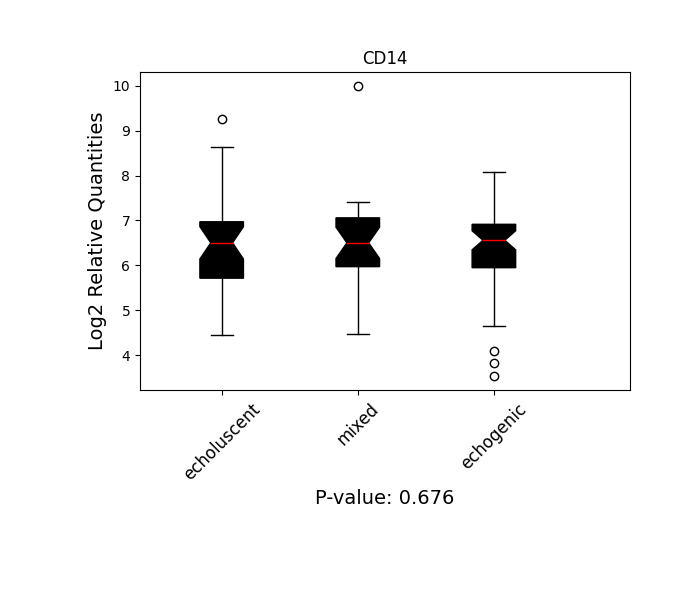 CD14
Log2 Relative Quantities
10
9
8
7
6
5
4
echoluscent
mixed
echogenic
P-value: 0.676